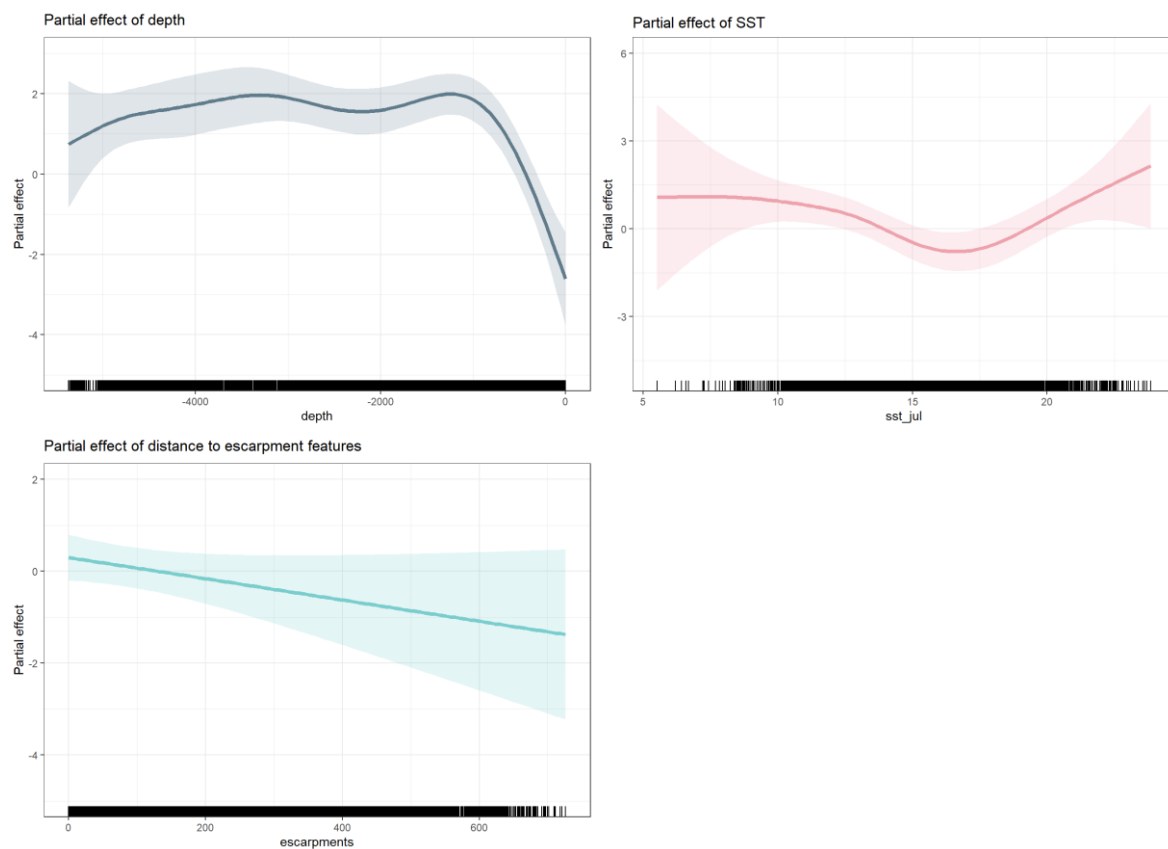 Partial effect of depth
2
0
-2
-4
Partial effect
-4000
-2000
0
depth
Partial effect of SST
6
3
0
-3
Partial effect
5
10
15
20
sst_jul
Partial effect of distance to escarpment features
2
0
-2
-4
Partial effect
0
200
400
600
escarpments